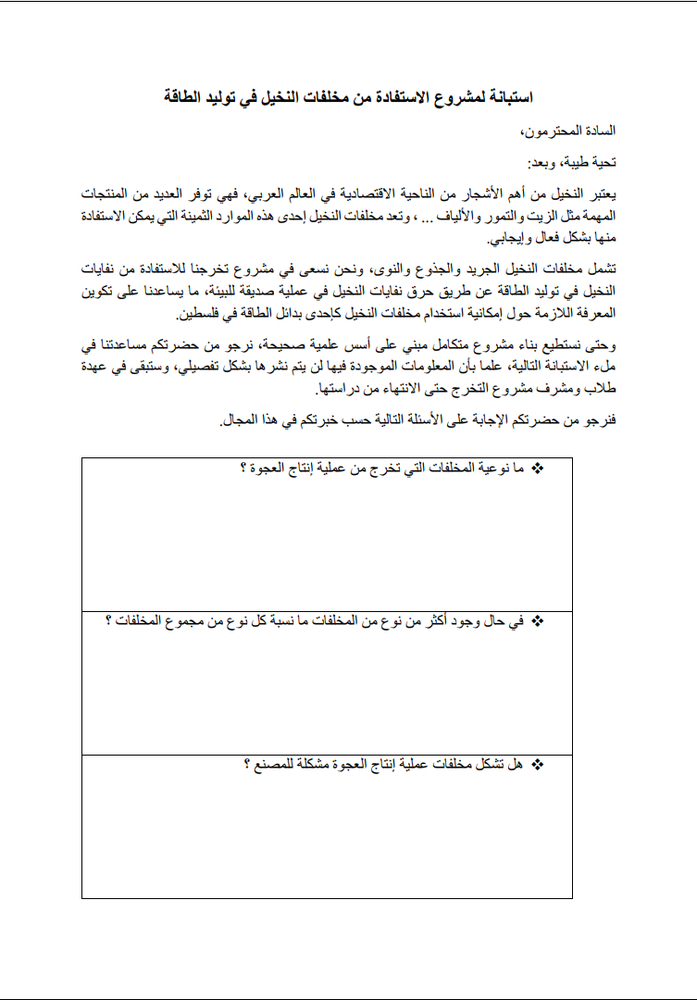 استبانة لمشروع الاستفادة من مخلفات النخيل في توليد الطاقة
السادة المحترمون،
تحية طيبة، وبعد:
يعتبر النخيل من أهم الأشجار من الناحية الاقتصادية في العالم العربي، فهي توفر العديد من المنتجات
المهمة مثل الزيت والتمور والألياف ... ، وتعد مخلفات النخيل إحدى هذه الموارد الثمينة التي يمكن الاستفادة
منها بشكل فعال وإيجابي.
تشمل مخلفات النخيل الجريد والجذوع والنوى، ونحن نسعى في مشروع تخرجنا للاستفادة من نفايات
النخيل في توليد الطاقة عن طريق حرق نفايات النخيل في عملية صديقة للبيئة، ما يساعدنا على تكوين
المعرفة اللازمة حول إمكانية استخدام مخلفات النخيل كإحدى بدائل الطاقة في فلسطين.
وحتى نستطيع بناء مشروع متكامل مبني على أسس علمية صحيحة، نرجو من حضرتكم مساعدتنا في
ملء الاستبانة التالية، علما بأن المعلومات الموجودة فيها لن يتم نشرها بشكل تفصيلي، وستبقى في عهدة
طلاب ومشرف مشروع التخرج حتى الانتهاء من دراستها.
فنرجو من حضرتكم الإجابة على الأسئلة التالية حسب خبرتكم في هذا المجال.
❖ ما نوعية المخلفات التي تخرج من عملية إنتاج العجوة ؟
❖ في حال وجود أكثر من نوع من المخلفات ما نسبة كل نوع من مجموع المخلفات ؟
❖ هل تشكل مخلفات عملية إنتاج العجوة مشكلة للمصنع ؟